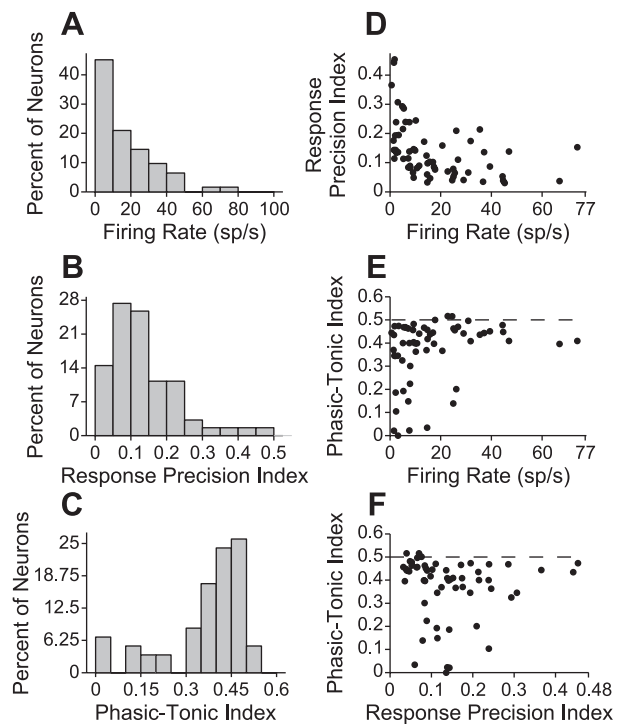 A
Percent of Neurons
40
30
20
10
0
0 20 40 60 80 100
Firing Rate (sp/s)
D
Response
Precision Index
0.4
0.3
0.2
0.1
0
0 20 40 60 77
Firing Rate (sp/s)
B
Percent of Neurons
28
21
14
7
0
0 0.1 0.2 0.3 0.4 0.5
Response Precision Index
E
Phasic-Tonic Index
0.6
0.5
0.4
0.3
0.2
0.1
0
0 20 40 60 77
Firing Rate (sp/s)
C
Percent of Neurons
25
18.75
12.5
6.25
0
0 0.15 0.3 0.45 0.6
Phasic-Tonic Index
F
Phasic-Tonic Index
0.6
0.5
0.4
0.3
0.2
0.1
0
0 0.1 0.2 0.3 0.4 0.48
Response Precision Index